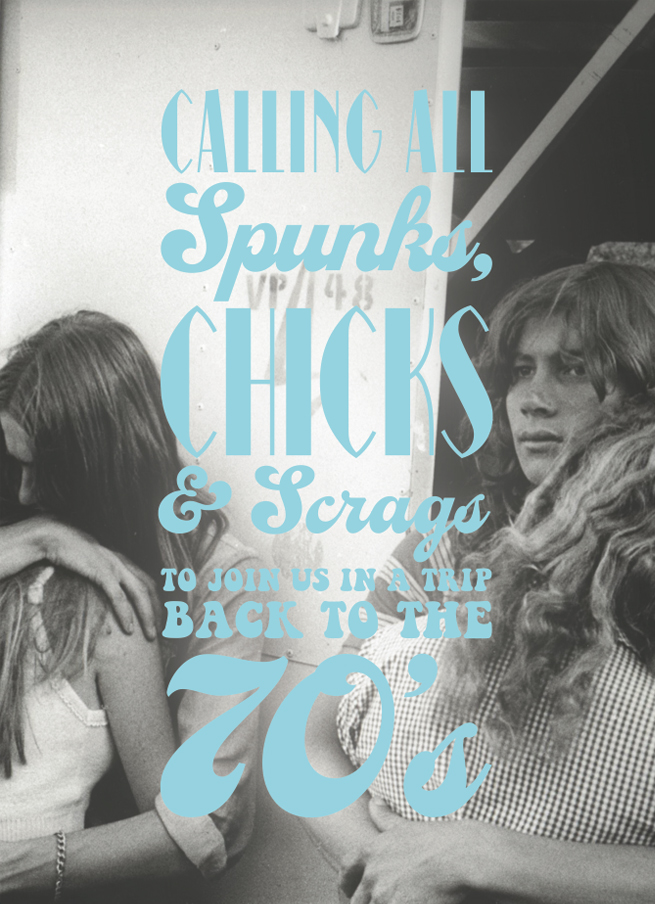 CALLING ALL
Spunks,
CHICKS
& Scrags
TO JOIN US IN A TRIP
BACK TO THE
70's